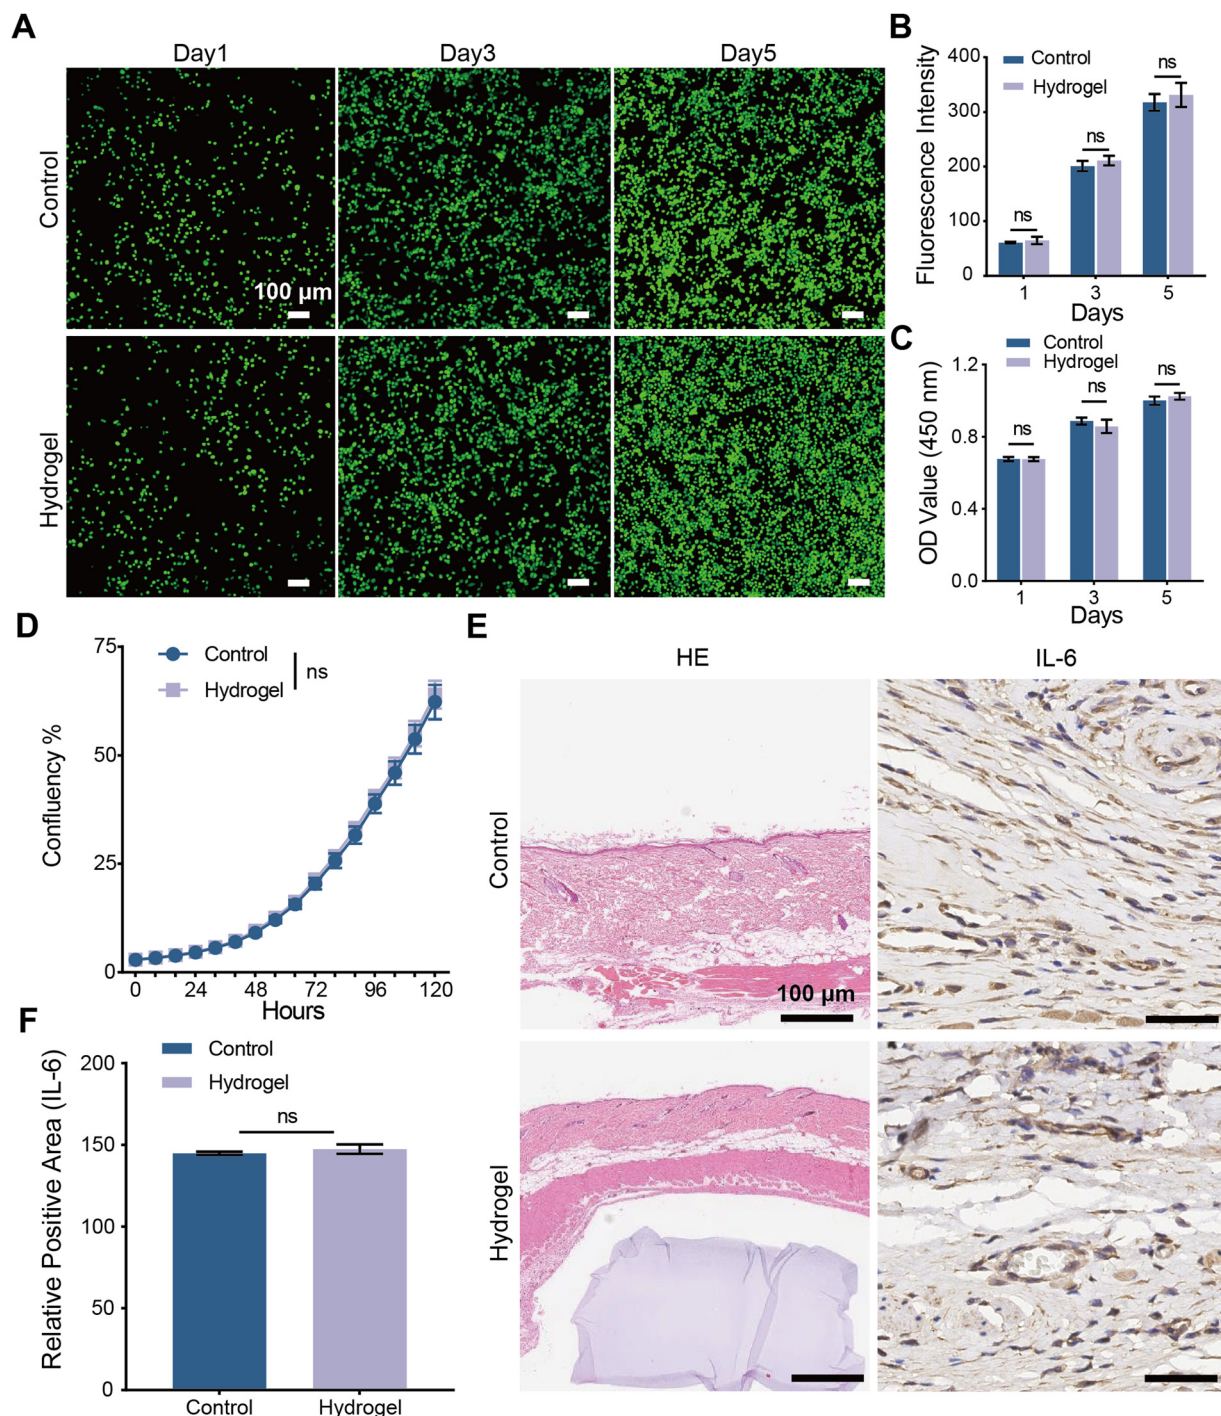 A
Day1 Day3 Day5
Control
100 µm
Hydrogel
B
Fluorescence Intensity
400
300
200
100
0
Control
Hydrogel
ns
ns
ns
1 3 5
Days
C
OD Value (450 nm)
1.2
0.8
0.4
0.0
Control
Hydrogel
ns
ns
ns
1 3 5
Days
D
Confluency %
75
50
25
0
Control
Hydrogel
ns
0 24 48 72 96 120
Hours
E
HE IL-6
Control
100 µm
Hydrogel
F
Relative Positive Area (IL-6)
200
150
100
50
0
Control
Hydrogel
ns
Control Hydrogel